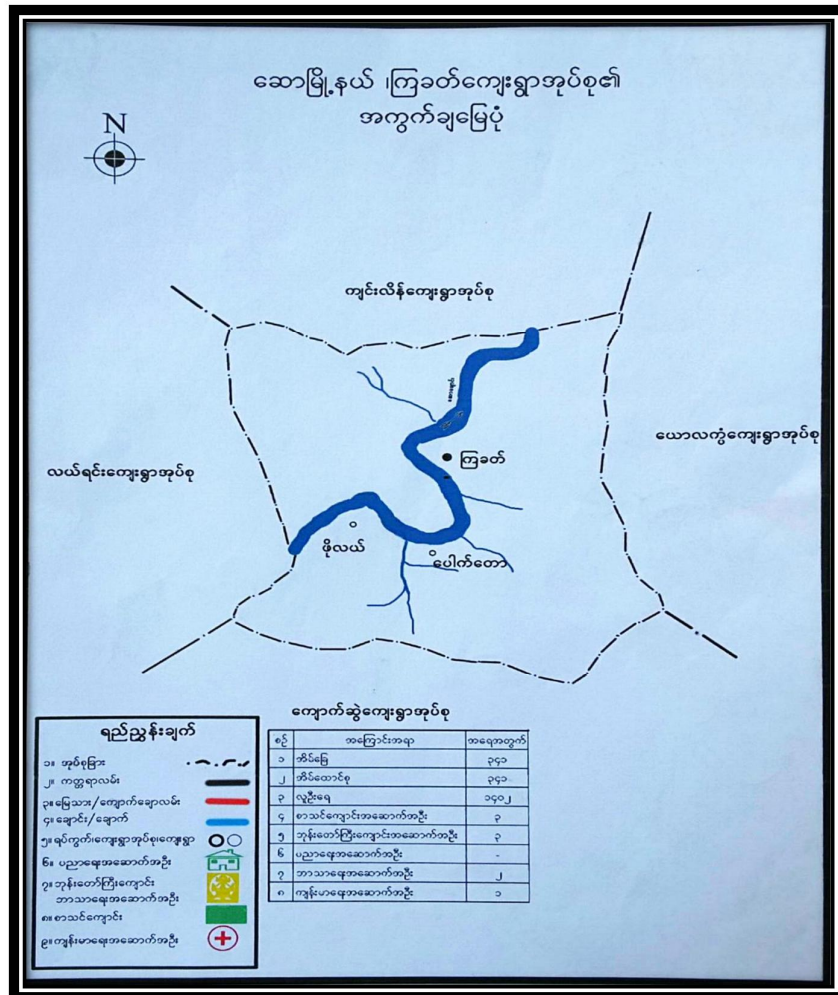 ဆောမြို့နယ် ၊ကြခတ်ကျေးရွာအုပ်စု၏
အကွက်ချမြေပုံ
N
ကျင်းလိန်ကျေးရွာအုပ်စု
ယောလက္ပံကျေးရွာအုပ်စု
ကြခတ်
လယ်ရင်းကျေးရွာအုပ်စု
ဖိုလယ်
ပေါက်တော
ကျောက်ဆွဲကျေးရွာအုပ်စု
ရည်ညွှန်းချက်
၁။ အုပ်စုခြား
၂။ ကတ္တရာလမ်း
၃။မြေသား/ကျောက်ချောလမ်း
၄။ချောင်း/ချောက်
၅။ရပ်ကွက်၊ကျေးရွာအုပ်စု၊ကျေးရွာ
၆။ ပညာရေးအဆောက်အဦး
၇။ဘုန်းတော်ကြီးကျောင်း
ဘာသာရေးအဆောက်အဦး
၈။စာသင်ကျောင်း
၉။ကျန်းမာရေးအဆောက်အဦး
စဉ် အကြောင်းအရာ အရေအတွက်
၁ အိမ်ခြေ ၃၄၁
၂ အိမ်ထောင်စု ၃၄၁
၃ လူဦးရေ ၁၄၀၂
၄ စာသင်ကျောင်းအဆောက်အဦး ၃
၅ ဘုန်းတော်ကြီးကျောင်းအဆောက်အဦး ၃
၆ ပညာရေးအဆောက်အဦး -
၇ ဘာသာရေးအဆောက်အဦး ၂
၈ ကျန်းမာရေးအဆောက်အဦး ၁